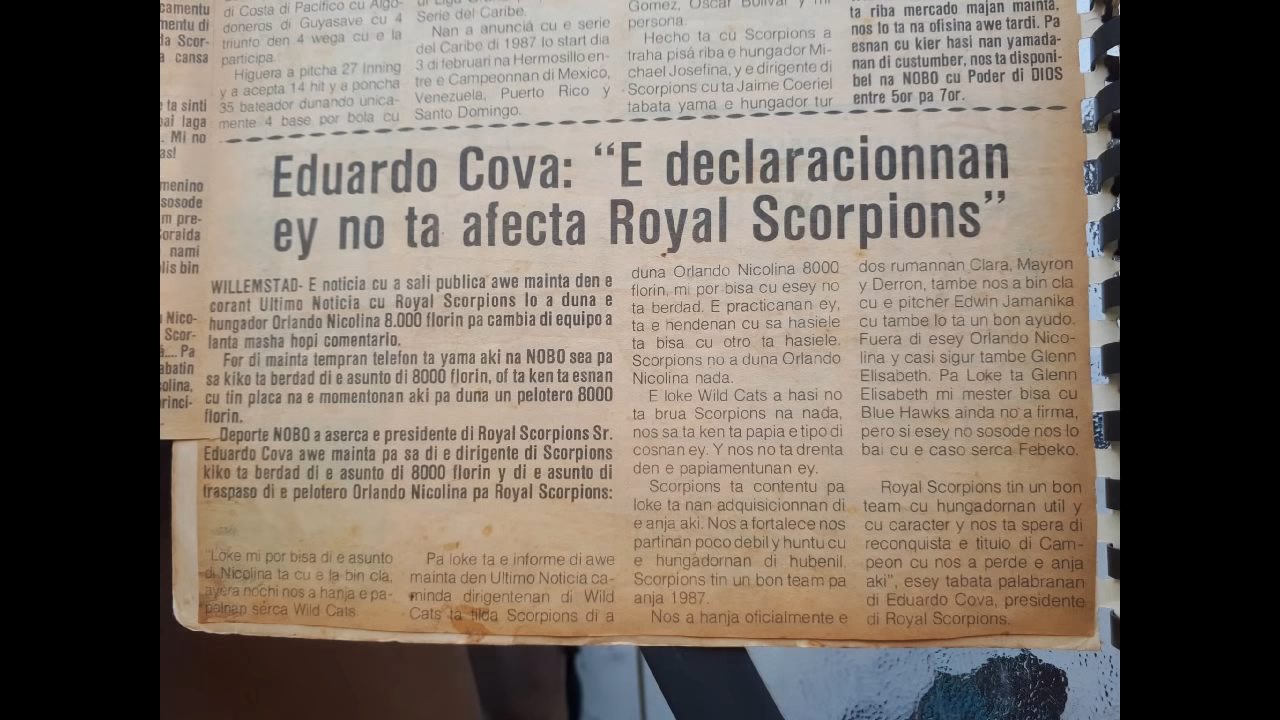 camentu
mentu di
da Scor-
a cansa
ta sinti
bai laga
. Mi no
as!
menino
sosode
m pre-
oralda
nami
lis bin
Nico-
Scor-
.... Pa
abatin
colina,
rinci-
di Costa di Pacifico cu Algo-
doneros di Guyasave cu 4
triunfo den 4 wega cu e la
participa.
Higuera a pitcha 27 Inning
y a acepta 14 hit y a poncha
35 bateador dunando unica-
mente 4 base por bola cu
Serie del Caribe.
Nan a anunciá cu e serie
del Caribe di 1987 lo start dia
3 di februari na Hermosillo en-
tre e Campeonnan di Mexico,
Venezuela, Puerto Rico y
Santo Domingo.
Gomez, Oscar Bolivar y mi
persona.
Hecho ta cu Scorpions a
traha pisá riba e hungador Mi-
chael Josefina, y e dirigente di
Scorpions cu ta Jaime Coeriel
tabata yama e hungador tur
ta riba mercado majan mainta,
nos lo ta na ofisina awe tardi. Pa
esnan cu kier hasi nan yamada-
nan di custumber, nos ta disponi-
bel na NOBO cu Poder di DIOS
entre 5or pa 7or.
Eduardo Cova: “E declaracionnan
ey no ta afecta Royal Scorpions”
WILLEMSTAD- E noticia cu a sali publica awe mainta den e
corant Ultimo Noticia cu Royal Scorpions lo a duna e
hungador Orlando Nicolina 8.000 florin pa cambia di equipo a
lanta masha hopi comentario.
For di mainta tempran telefon ta yama aki na NOBO sea pa
sa kiko ta berdad di e asunto di 8000 florin, of ta ken ta esnan
cu tin placa na e momentonan aki pa duna un pelotero 8000
florin.
Deporte NOBO a aserca e presidente di Royal Scorpions Sr.
Eduardo Cova awe mainta pa sa di e dirigente di Scorpions
kiko ta berdad di e asunto di 8000 florin y di e asunto di
traspaso di e pelotero Orlando Nicolina pa Royal Scorpions:
“Loke mi por bisa di e asunto
di Nicolina ta cu e la bin cla,
ayera nochi nos a hanja e pa-
pelnan serca Wild Cats.
Pa loke ta e informe di awe
mainta den Ultimo Noticia ca-
minda dirigentenan di Wild
Cats ta tilda Scorpions di a
duna Orlando Nicolina 8000
florin, mi por bisa cu esey no
ta berdad. E practicanan ey,
ta e hendenan cu sa hasiele
ta bisa cu otro ta hasiele.
Scorpions no a duna Orlando
Nicolina nada.
E loke Wild Cats a hasi no
ta brua Scorpions na nada,
nos sa ta ken ta papia e tipo di
cosnan ey. Y nos no ta drenta
den e papiamentunan ey.
Scorpions ta contentu pa
loke ta nan adquisicionnan di
e anja aki. Nos a fortalece nos
partinan poco debil y huntu cu
e hungadornan di hubenil,
Scorpions tin un bon team pa
anja 1987.
Nos a hanja oficialmente e
dos rumannan Clara, Mayron
y Derron, tambe nos a bin cla
cu e pitcher Edwin Jamanika
cu tambe lo ta un bon ayudo.
Fuera di esey Orlando Nico-
lina y casi sigur tambe Glenn
Elisabeth. Pa Loke ta Glenn
Elisabeth mi mester bisa cu
Blue Hawks ainda no a firma,
pero si esey no sosode nos lo
bai cu e caso serca Febeko.
Royal Scorpions tin un bon
team cu hungadornan util y
cu caracter y nos ta spera di
reconquista e titulo di Cam-
peon cu nos a perde e anja
aki”, esey tabata palabranan
di Eduardo Cova, presidente
di Royal Scorpions.